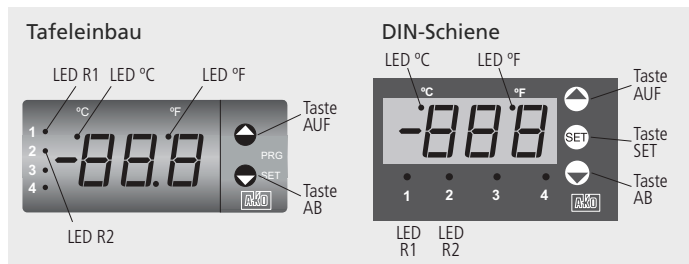 Tafeleinbau
LED R1 LED ºC LED ºF
ºC ºF
1
2
3
4
-88.8
PRG
SET
AKO
Taste
AUF
Taste
AB
LED R2
DIN-Schiene
LED ºC LED ºF
ºC ºF
-888
SET
1 2 3 4
AKO
Taste
AUF
Taste
SET
Taste
AB
LED
R1
LED
R2